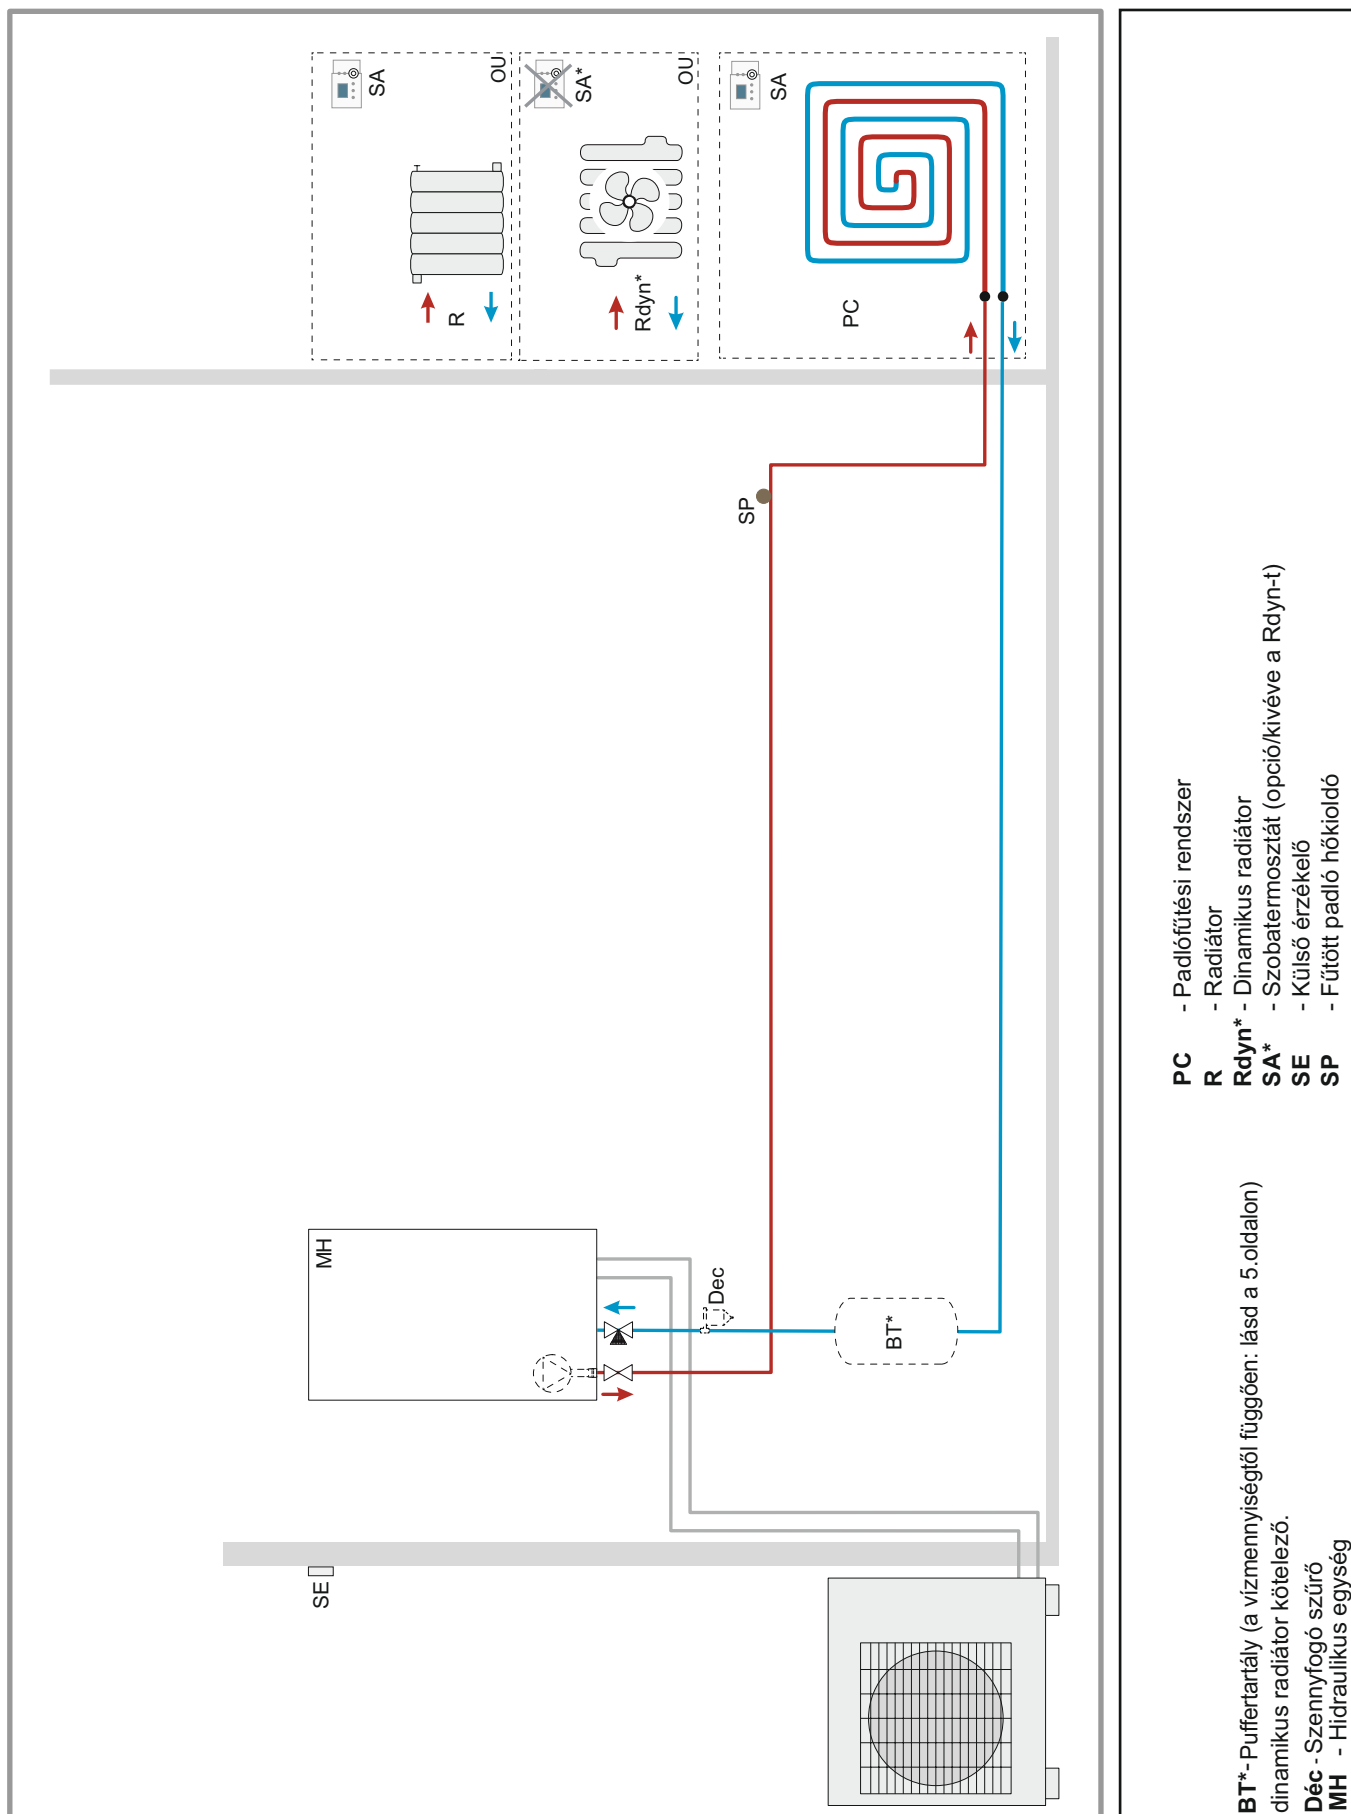 SA
OU
R
SA*
OU
Rdyn*
SA
PC
SP
MH
Dec
BT*
SE
BT*- Puffertartály (a vízmennyiségtől függően: lásd a 5.oldalon)
dinamikus radiátor kötelező.
Déc - Szennyfogó szűrő
MH - Hidraulikus egység
PC - Padlófűtési rendszer
R - Radiátor
Rdyn* - Dinamikus radiátor
SA* - Szobatermosztát (opció/kivéve a Rdyn-t)
SE - Külső érzékelő
SP - Fűtött padló hőkioldó